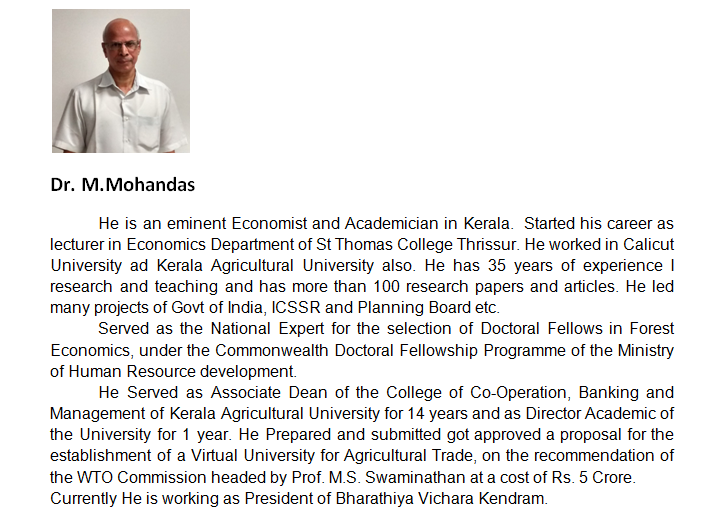 Dr. M.Mohandas
He is an eminent Economist and Academician in Kerala. Started his career as
lecturer in Economics Department of St Thomas College Thrissur. He worked in Calicut
University ad Kerala Agricultural University also. He has 35 years of experience I
research and teaching and has more than 100 research papers and articles. He led
many projects of Govt of India, ICSSR and Planning Board etc.
Served as the National Expert for the selection of Doctoral Fellows in Forest
Economics, under the Commonwealth Doctoral Fellowship Programme of the Ministry
of Human Resource development.
He Served as Associate Dean of the College of Co-Operation, Banking and
Management of Kerala Agricultural University for 14 years and as Director Academic of
the University for 1 year. He Prepared and submitted got approved a proposal for the
establishment of a Virtual University for Agricultural Trade, on the recommendation of
the WTO Commission headed by Prof. M.S. Swaminathan at a cost of Rs. 5 Crore.
Currently He is working as President of Bharathiya Vichara Kendram.